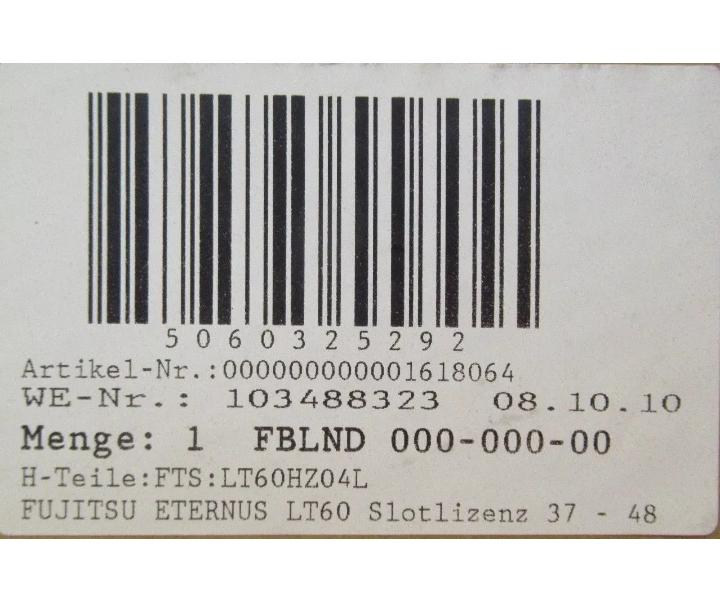 5060325292
Artikel-Nr.:000000000001618064
WE-Nr.: 103488323 08.10.10
Menge: 1 FBLND 000-000-00
H-Teile:FTS:LT60HZ04L
FUJITSU ETERNUS LT60 Slotlizenz 37 - 48